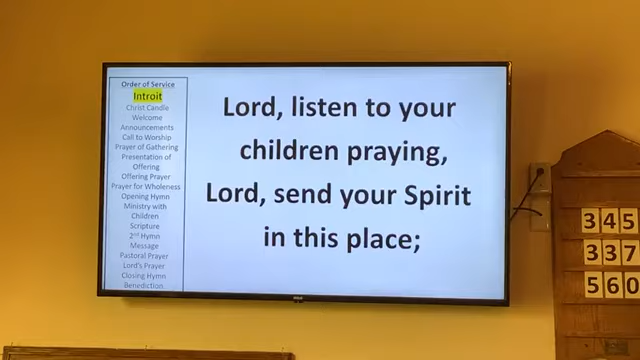 Order of Service
Introit
Christ Candle
Welcome
Announcements
Call to Worship
Prayer of Gathering
Presentation of
Offering
Offering Prayer
Prayer for Wholeness
Opening Hymn
Ministry with
Children
Scripture
2nd Hymn
Message
Pastoral Prayer
Lord's Prayer
Closing Hymn
Benediction
Lord, listen to your
children praying,
Lord, send your Spirit
in this place;
RCA
345
337
560